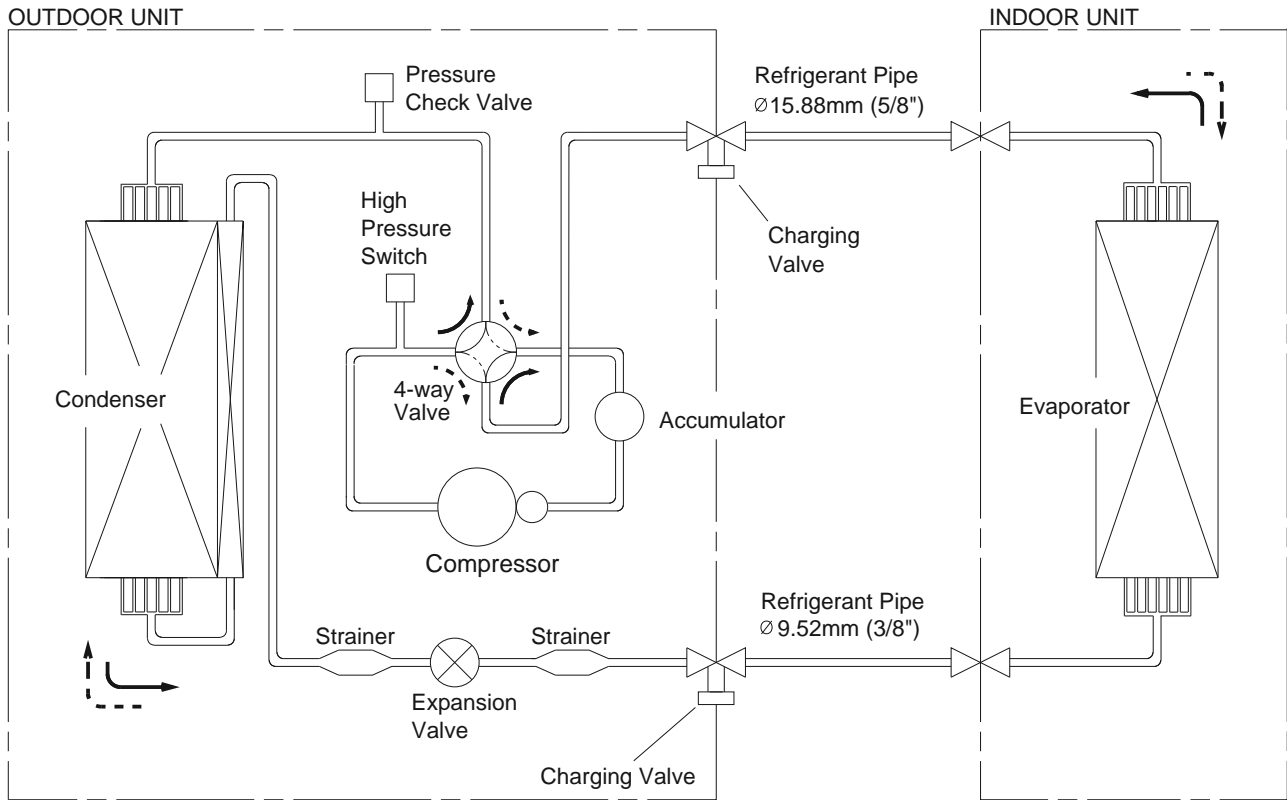 OUTDOOR UNIT
INDOOR UNIT
Pressure
Check Valve
Refrigerant Pipe
Ø15.88mm (5/8")
High
Pressure
Switch
Charging
Valve
4-way
Valve
Condenser
Accumulator
Evaporator
Compressor
Refrigerant Pipe
Ø 9.52mm (3/8")
Strainer
Strainer
Expansion
Valve
Charging Valve